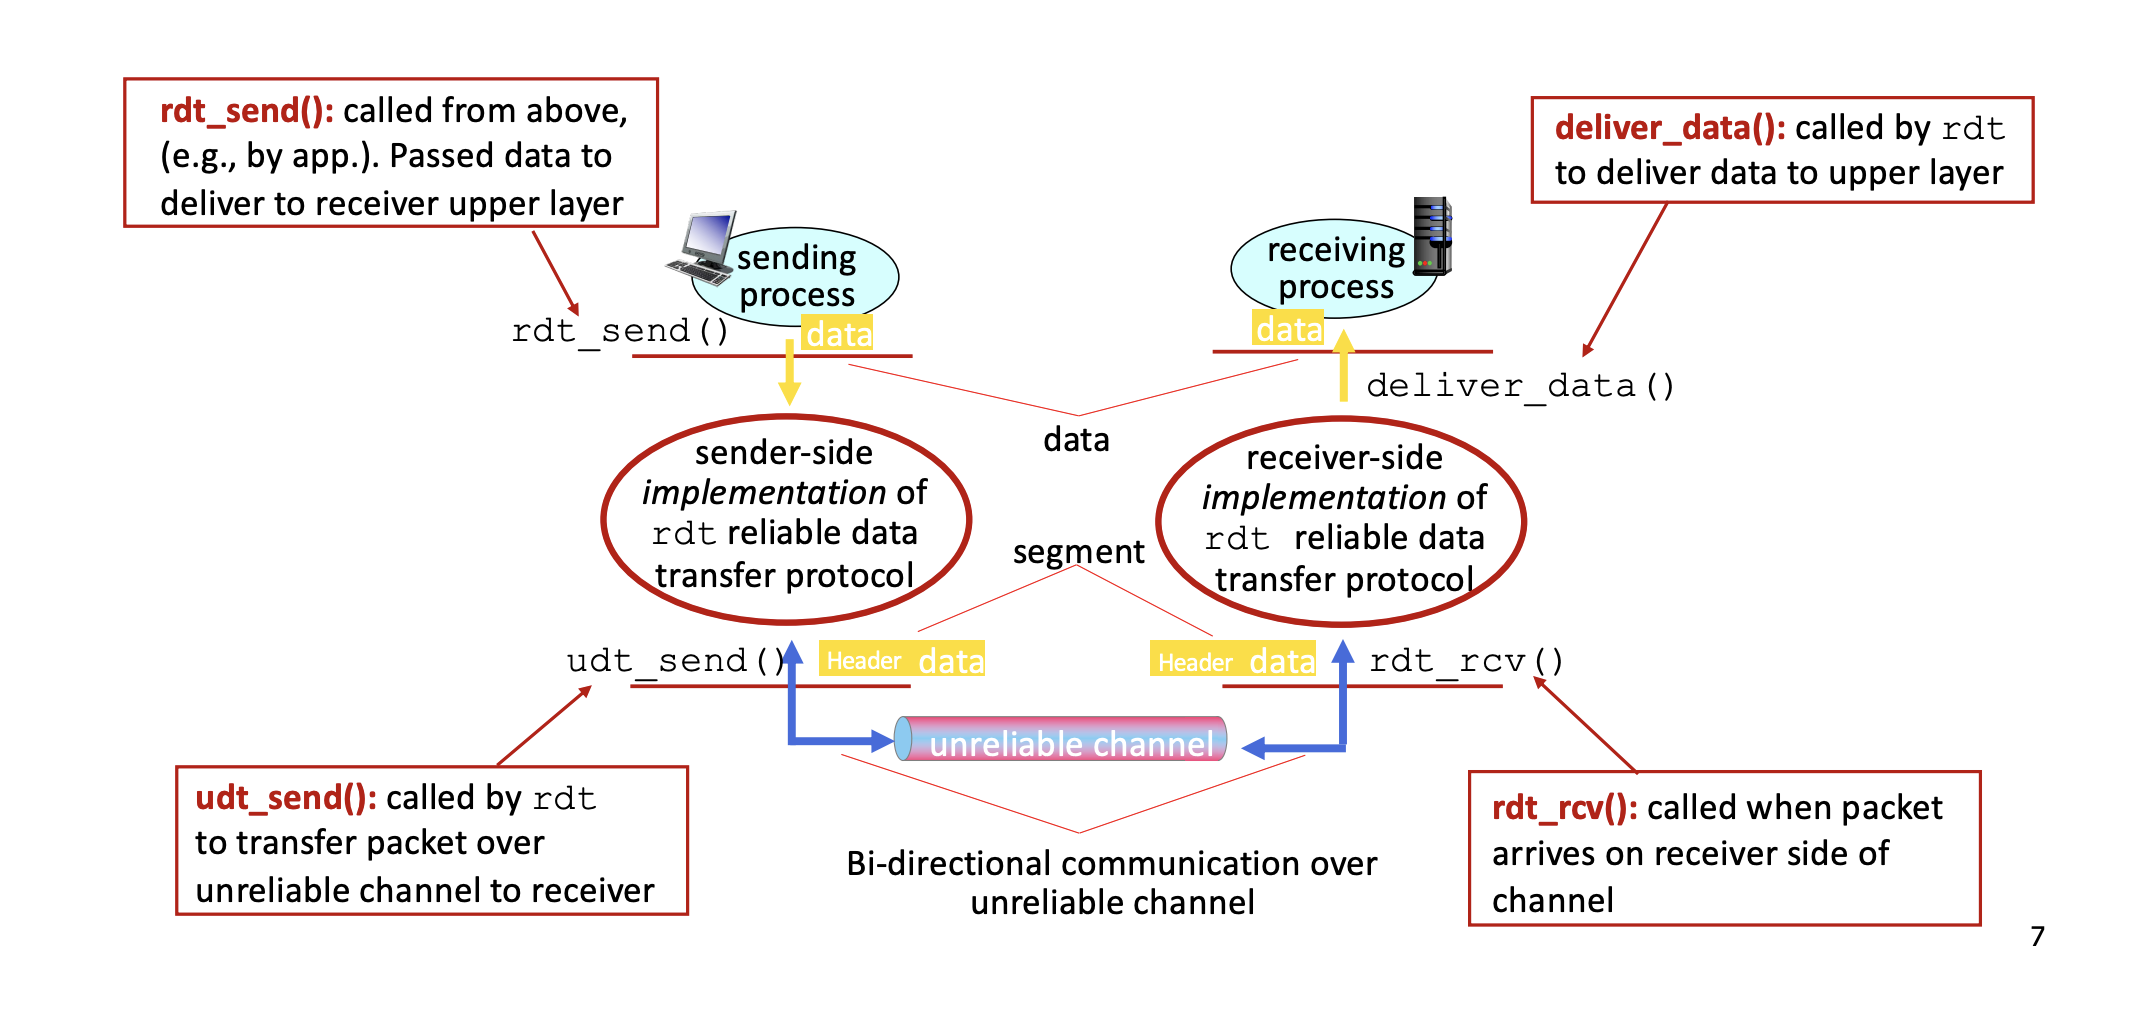 rdt_send(): called from above,
(e.g., by app.). Passed data to
deliver to receiver upper layer
deliver_data(): called by rdt
to deliver data to upper layer
sending
process
receiving
process
rdt_send()
data
data
deliver_data()
data
sender-side
implementation of
rdt reliable data
transfer protocol
receiver-side
implementation of
rdt reliable data
transfer protocol
segment
udt_send()
Header data
Header data
rdt_rcv()
unreliable channel
udt_send(): called by rdt
to transfer packet over
unreliable channel to receiver
Bi-directional communication over
unreliable channel
rdt_rcv(): called when packet
arrives on receiver side of
channel
7